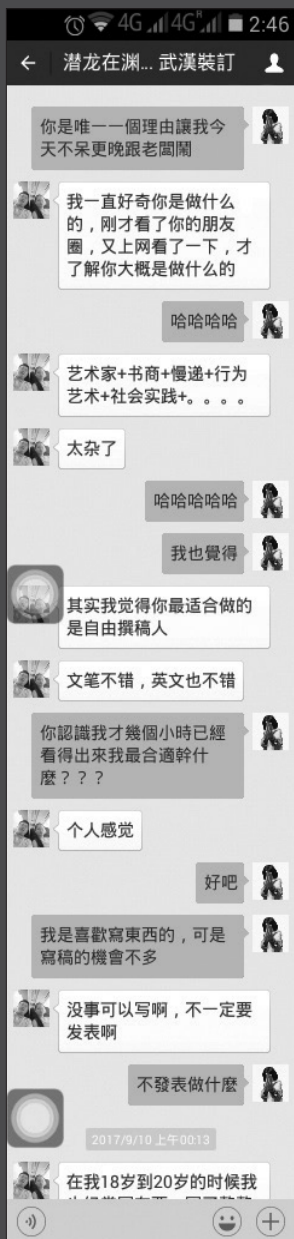 4G 4G R 2:46
潜龙在渊... 武漢裝訂
你是唯一一個理由讓我今
天不呆更晚跟老闆鬧
我一直好奇你是做什么
的，刚才看了你的朋友
圈，又上网看了一下，才
了解你大概是做什么的
哈哈哈哈
艺术家+书商+慢递+行为
艺术+社会实践+。。。。
太杂了
哈哈哈哈哈
我也覺得
其实我觉得你最适合做的
是自由撰稿人
文笔不错，英文也不错
你認識我才幾個小時已經
看得出來我最合適幹什
麼？？？
个人感觉
好吧
我是喜歡寫東西的，可是
寫稿的機會不多
没事可以写啊，不一定要
发表啊
不發表做什麼
2017/9/10 上午00:13
在我18岁到20岁的时候我